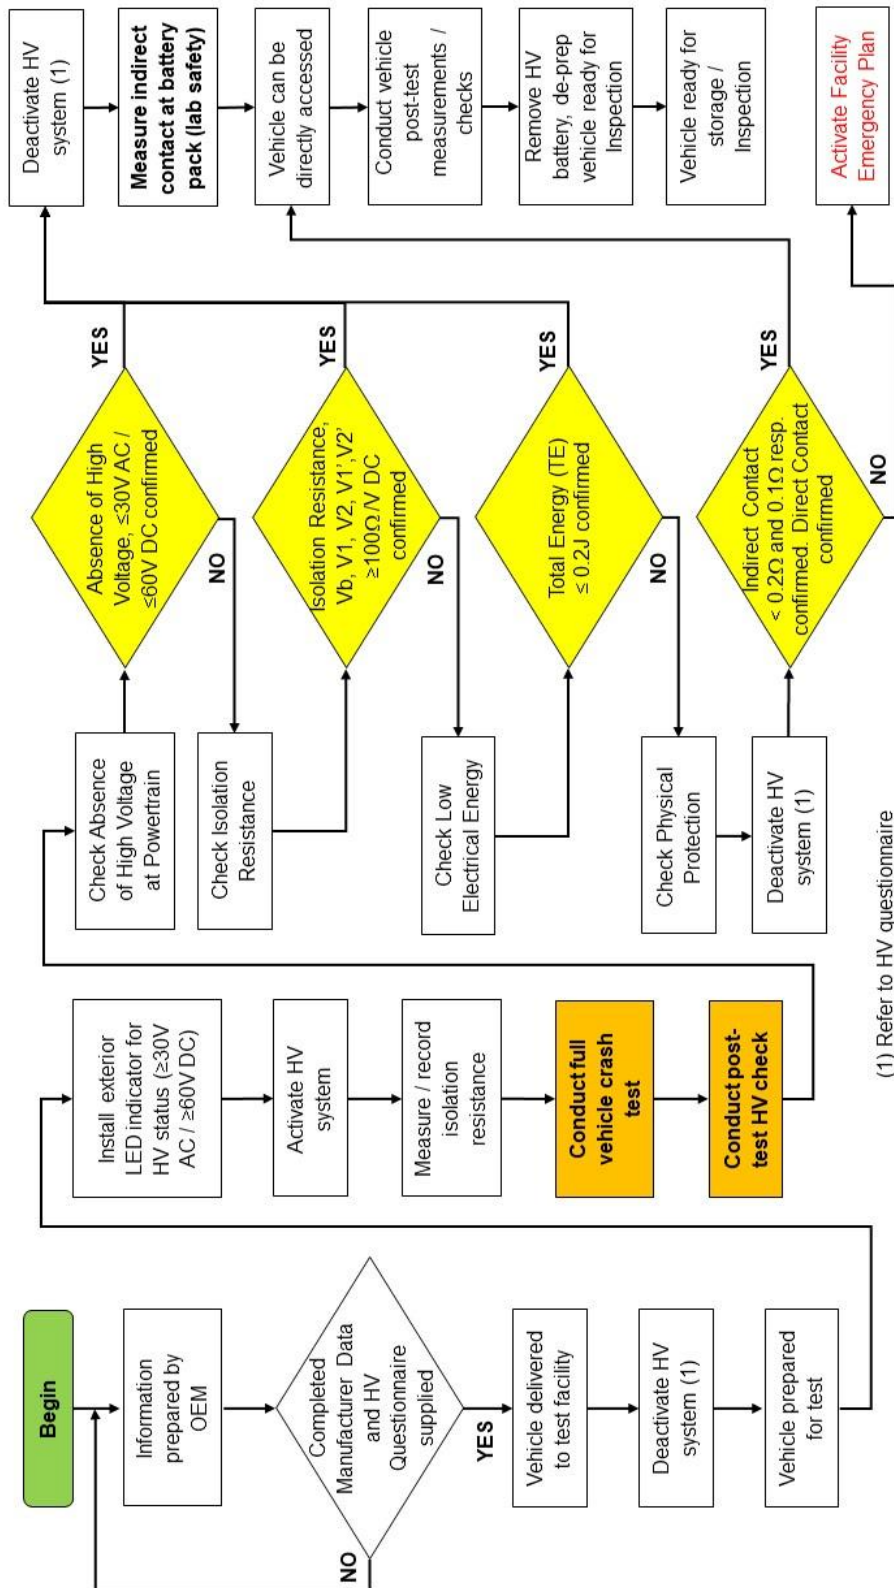 Begin
Information
prepared by
OEM
Completed
Manufacturer Data
and HV
Questionnaire
supplied
NO
YES
Vehicle delivered
to test facility
Deactivate HV
system (1)
Vehicle prepared
for test
Install exterior
LED indicator for
HV status (≥30V
AC / ≥60V DC)
Activate HV
system
Measure / record
isolation
resistance
Conduct full
vehicle crash
test
Conduct post-
test HV check
Check Absence
of High Voltage
at Powertrain
Absence of High
Voltage, ≤30V AC /
≤60V DC confirmed
YES
NO
Check Isolation
Resistance
Isolation Resistance,
Vb, V1, V2, V1',V2'
≥100Ω/V DC
confirmed
YES
NO
Check Low
Electrical Energy
Total Energy (TE)
≤ 0.2J confirmed
YES
NO
Check Physical
Protection
Deactivate HV
system (1)
Indirect Contact
< 0.2Ω and 0.1Ω resp.
confirmed. Direct Contact
confirmed
YES
NO
Deactivate HV
system (1)
Measure indirect
contact at battery
pack (lab safety)
Vehicle can be
directly accessed
Conduct vehicle
post-test
measurements /
checks
Remove HV
battery, de-prep
vehicle ready for
Inspection
Vehicle ready for
storage /
Inspection
Activate Facility
Emergency Plan
(1) Refer to HV questionnaire